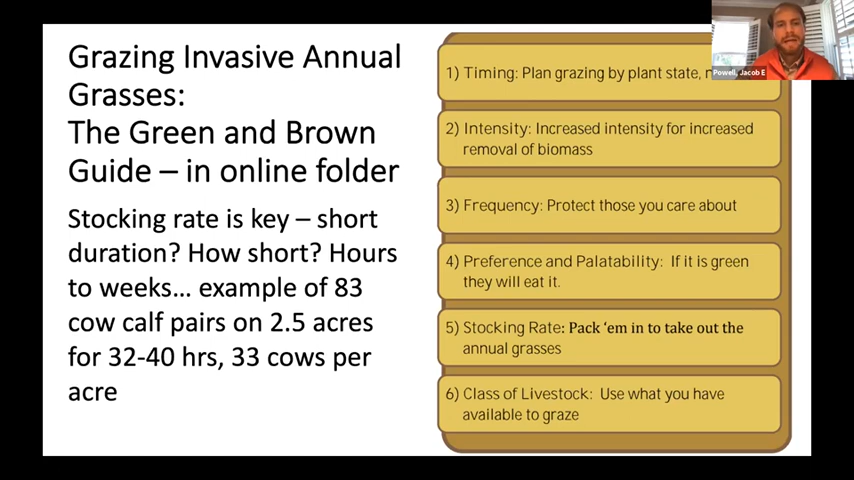 Grazing Invasive Annual
Grasses:
The Green and Brown
Guide – in online folder
Stocking rate is key – short
duration? How short? Hours
to weeks… example of 83
cow calf pairs on 2.5 acres
for 32-40 hrs, 33 cows per
acre
1) Timing: Plan grazing by plant state,
2) Intensity: Increased intensity for increased
removal of biomass
3) Frequency: Protect those you care about
4) Preference and Palatability: If it is green
they will eat it.
5) Stocking Rate: Pack ‘em in to take out the
annual grasses
6) Class of Livestock: Use what you have
available to graze
Powell, Jacob E